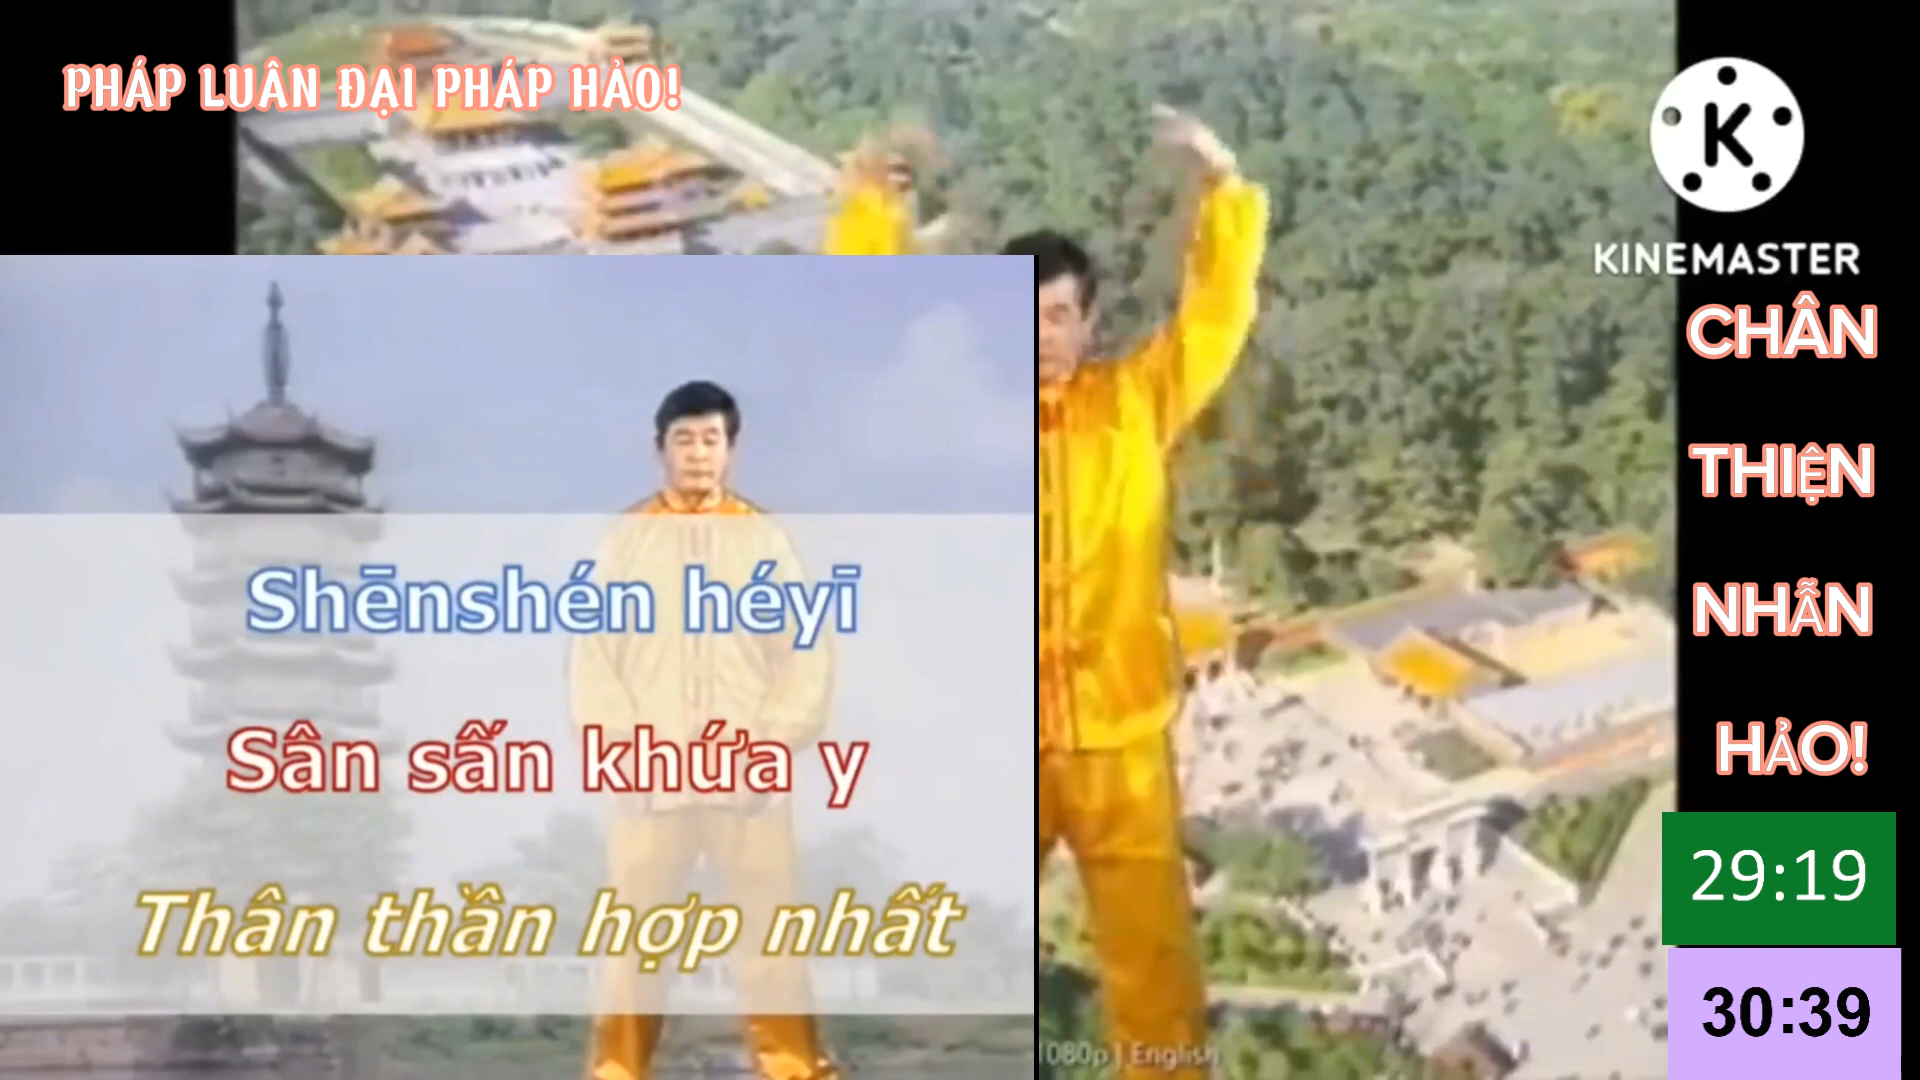 PHÁP LUÂN ĐẠI PHÁP HẢO!
K
KINEMASTER
CHÂN
THIỆN
NHẪN
HẢO!
Shēnshén héyī
Sân sấn khứa y
Thân thần hợp nhất
29:19
30:39
1080p | English